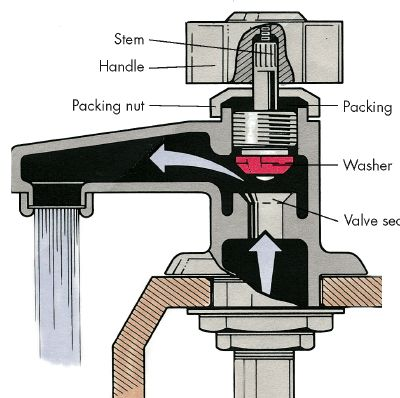 Stem
Handle
Packing nut
Packing
Washer
Valve sea